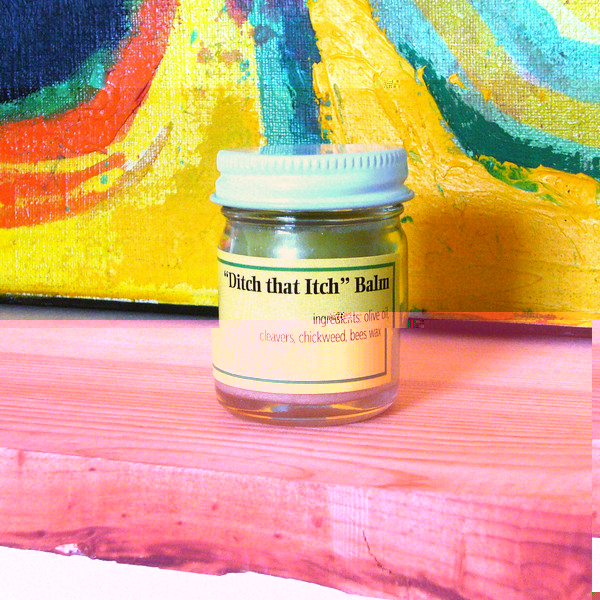 “Ditch that Itch” Balm
ingredients: olive oil,
cleavers, chickweed, bees wax